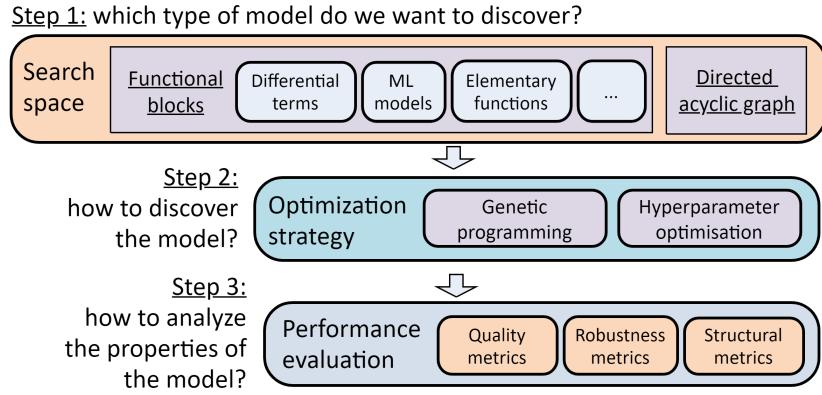 Step 1: which type of model do we want to discover?
Search
space
Functional
blocks
Differential
terms
ML
models
Elementary
functions
...
Directed
acyclic graph
Step 2:
how to discover
the model?
Optimization
strategy
Genetic
programming
Hyperparameter
optimisation
Step 3:
how to analyze
the properties of
the model?
Performance
evaluation
Quality
metrics
Robustness
metrics
Structural
metrics